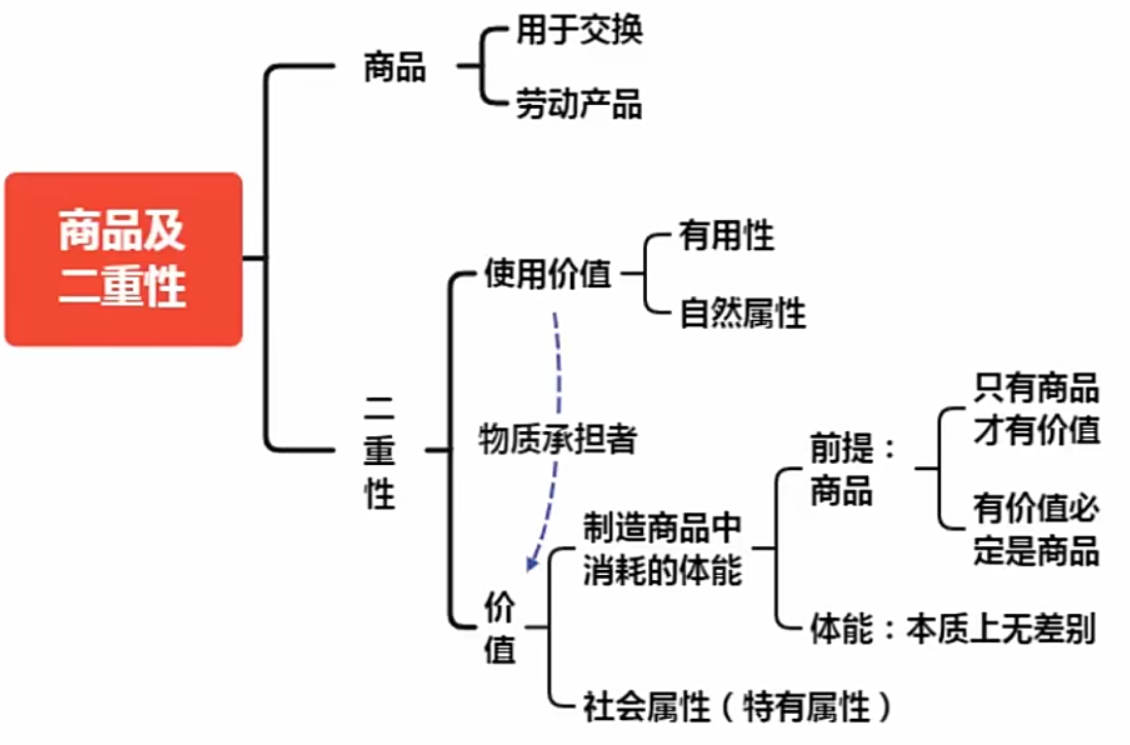 商品及
二重性
商品
用于交换
劳动产品
二
重
性
使用价值
有用性
自然属性
物质承担者
价
值
制造商品中
消耗的体能
前提：
商品
只有商品
才有价值
有价值必
定是商品
体能：本质上无差别
社会属性（特有属性）